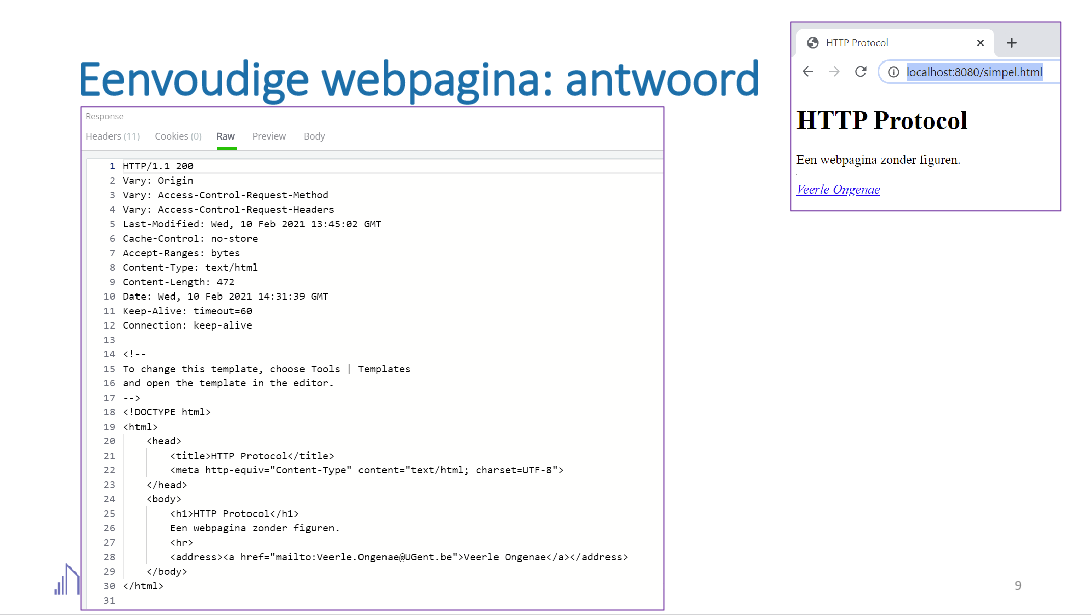 Eenvoudige webpagina: antwoord
Response
Headers (11) Cookies (0) Raw Preview Body
1 HTTP/1.1 200
2 Vary: Origin
3 Vary: Access-Control-Request-Method
4 Vary: Access-Control-Request-Headers
5 Last-Modified: Wed, 10 Feb 2021 13:45:02 GMT
6 Cache-Control: no-store
7 Accept-Ranges: bytes
8 Content-Type: text/html
9 Content-Length: 472
10 Date: Wed, 10 Feb 2021 14:31:39 GMT
11 Keep-Alive: timeout=60
12 Connection: keep-alive
13
14 <!--
15 To change this template, choose Tools | Templates
16 and open the template in the editor.
17 -->
18 <!DOCTYPE html>
19 <html>
20 <head>
21 <title>HTTP Protocol</title>
22 <meta http-equiv="Content-Type" content="text/html; charset=UTF-8">
23 </head>
24 <body>
25 <h1>HTTP Protocol</h1>
26 Een webpagina zonder figuren.
27 <hr>
28 <address><a href="mailto:Veerle.Ongenae@UGent.be">Veerle Ongenae</a></address>
29 </body>
30 </html>
31
HTTP Protocol
localhost:8080/simpel.html
HTTP Protocol
Een webpagina zonder figuren.
Veerle Ongenae
9